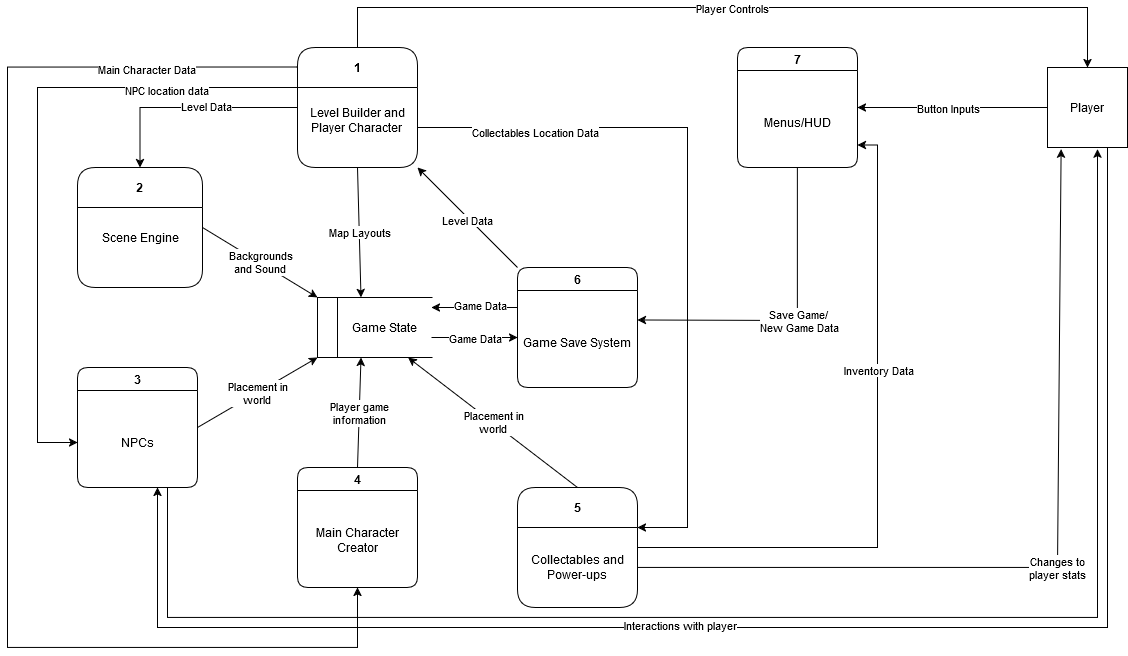 Player Controls
1
Level Builder and
Player Character
7
Menus/HUD
Player
Main Character Data
NPC location data
Level Data
Button Inputs
Collectables Location Data
2
Scene Engine
Level Data
Map Layouts
Backgrounds
and Sound
6
Game Save System
Game Data
Game Data
Game State
Save Game/
New Game Data
3
NPCs
Placement in
world
Player game
information
Placement in
world
Inventory Data
4
Main Character
Creator
5
Collectables and
Power-ups
Changes to
player stats
Interactions with player